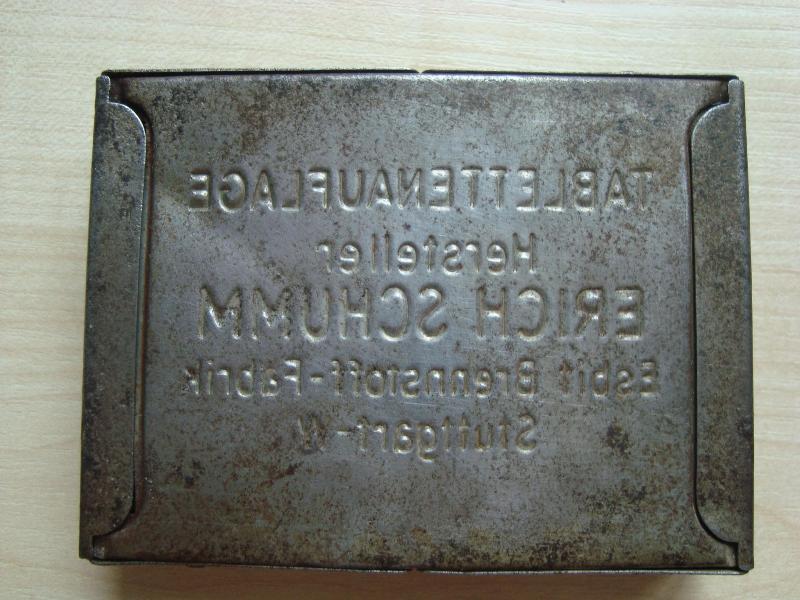 TABLETTENAUFLAGE
Hersteller
ERICH SCHUMM
Esbit Brennstoff-Fabrik
Stuttgart-W